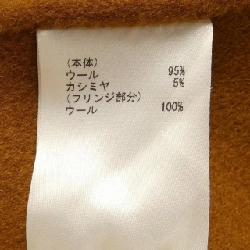 (本体)
ウール 95%
カシミヤ 5%
(フリンジ部分)
ウール 100%